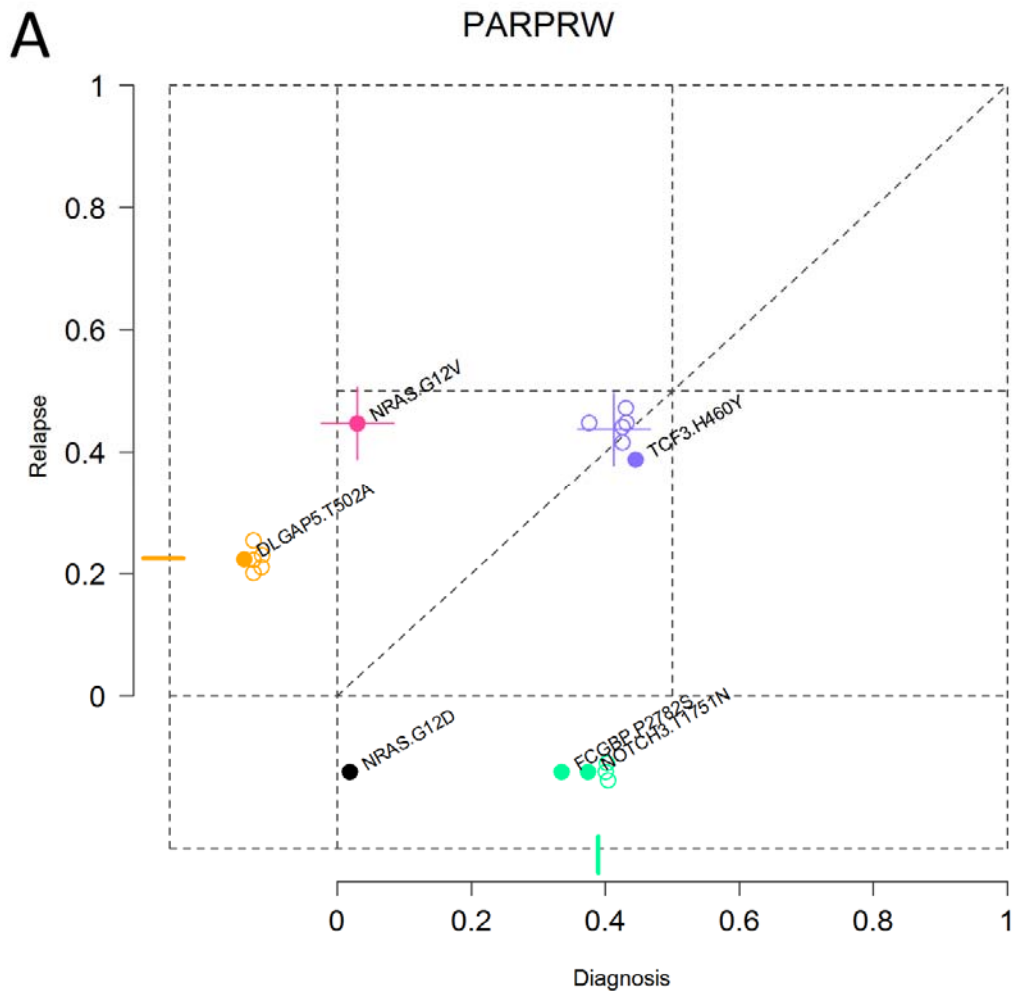 A
PARPRW
1
0.8
0.6
0.4
0.2
0
Relapse
NRAS.G12V
TCF3.H460Y
DLGAP5.T502A
NRAS.G12D
FCGBP.P2782S
NOTCH3.T1751N
0 0.2 0.4 0.6 0.8 1
Diagnosis